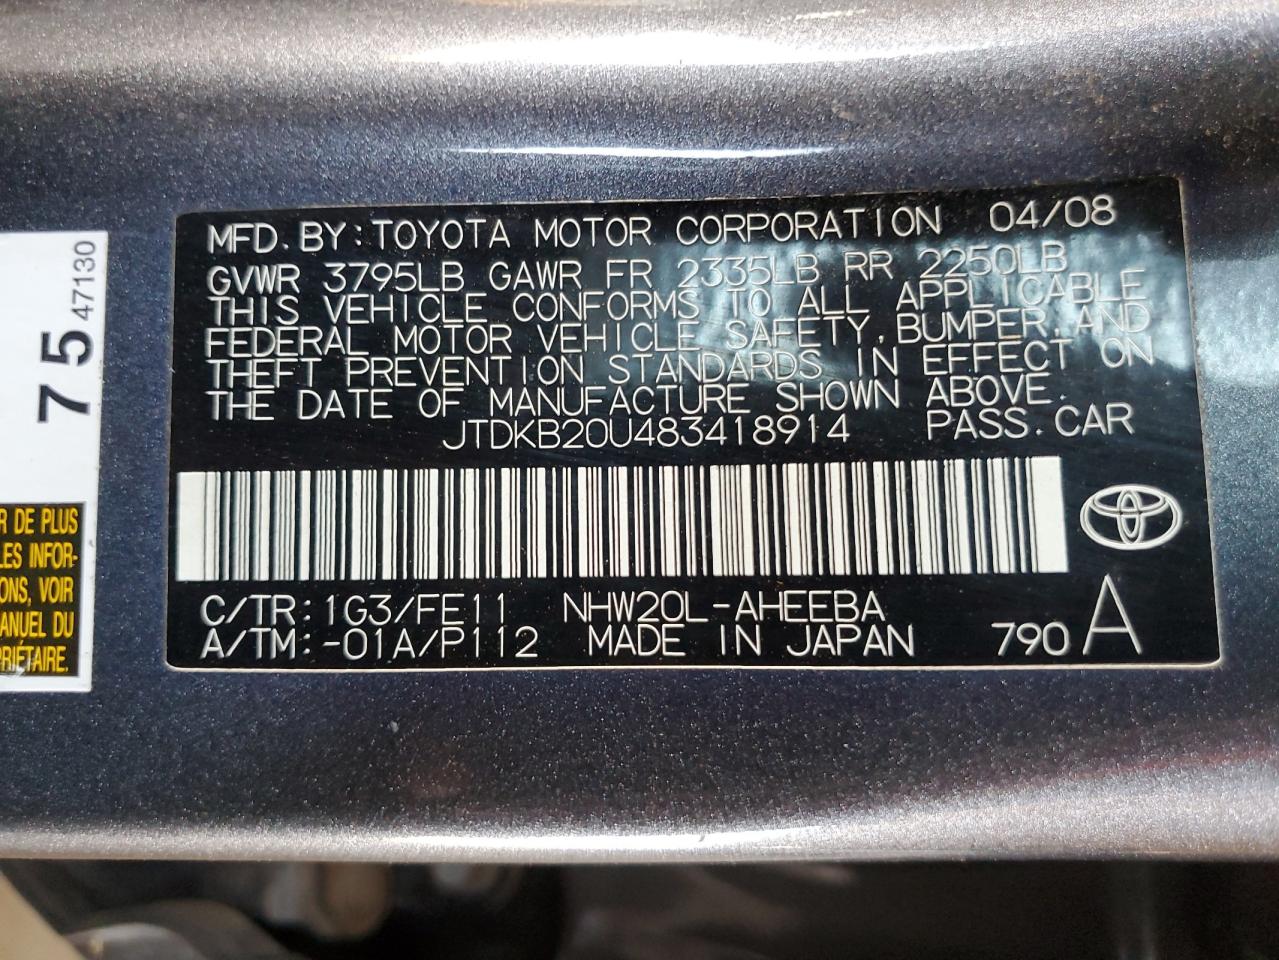 MFD. BY: TOYOTA MOTOR CORPORATION 04/08
GVWR 3795LB GAWR FR 2335LB RR 2250LB
THIS VEHICLE CONFORMS TO ALL APPLICABLE
FEDERAL MOTOR VEHICLE SAFETY, BUMPER, AND
THEFT PREVENTION STANDARDS IN EFFECT ON
THE DATE OF MANUFACTURE SHOWN ABOVE.
JTDKB20U483418914 PASS. CAR
C/TR: 1G3/FE11 NHW20L-AHEEBA
A/TM: -01A/P112 MADE IN JAPAN 790 A
75
47130
R DE PLUS
LES INFOR-
ONS, VOIR
ANUEL DU
PRIÉTAIRE.